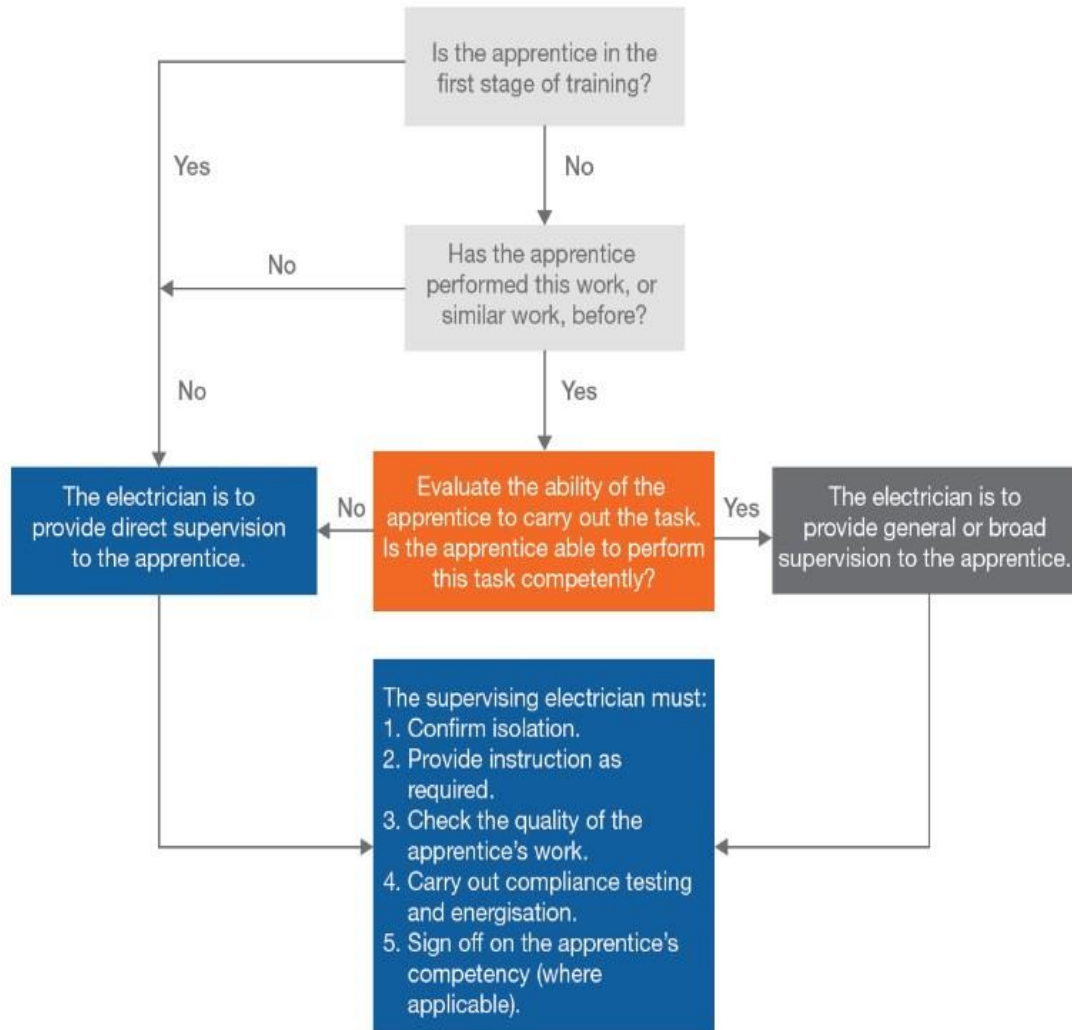 Is the apprentice in the
first stage of training?
Yes
No
Has the apprentice
performed this work, or
similar work, before?
No
No
Yes
The electrician is to
provide direct supervision
to the apprentice.
No
Evaluate the ability of the
apprentice to carry out the task.
Is the apprentice able to perform
this task competently?
Yes
The electrician is to
provide general or broad
supervision to the apprentice.
The supervising electrician must:
1. Confirm isolation.
2. Provide instruction as
required.
3. Check the quality of the
apprentice's work.
4. Carry out compliance testing
and energisation.
5. Sign off on the apprentice's
competency (where
applicable).